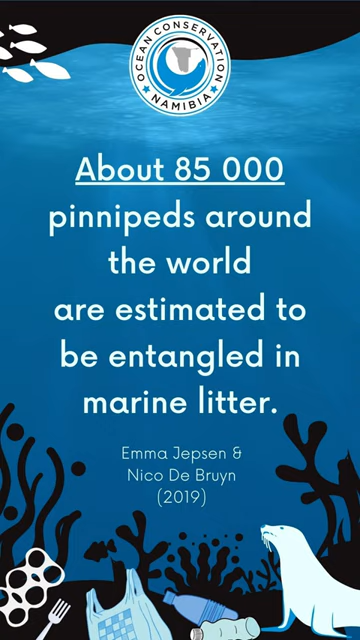 OCEAN CONSERVATION
NAMIBIA
About 85 000
pinnipeds around
the world
are estimated to
be entangled in
marine litter.
Emma Jepsen &
Nico De Bruyn
(2019)